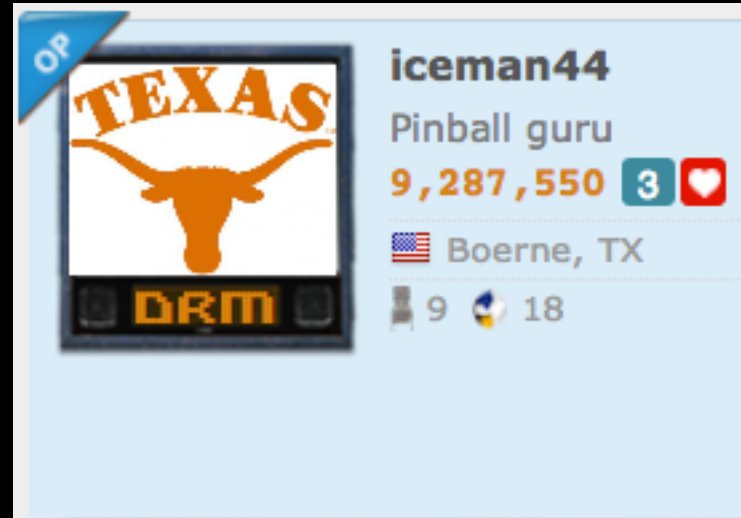 OP
TEXAS
DRM
iceman44
Pinball guru
9,287,550 3
Boerne, TX
9 18